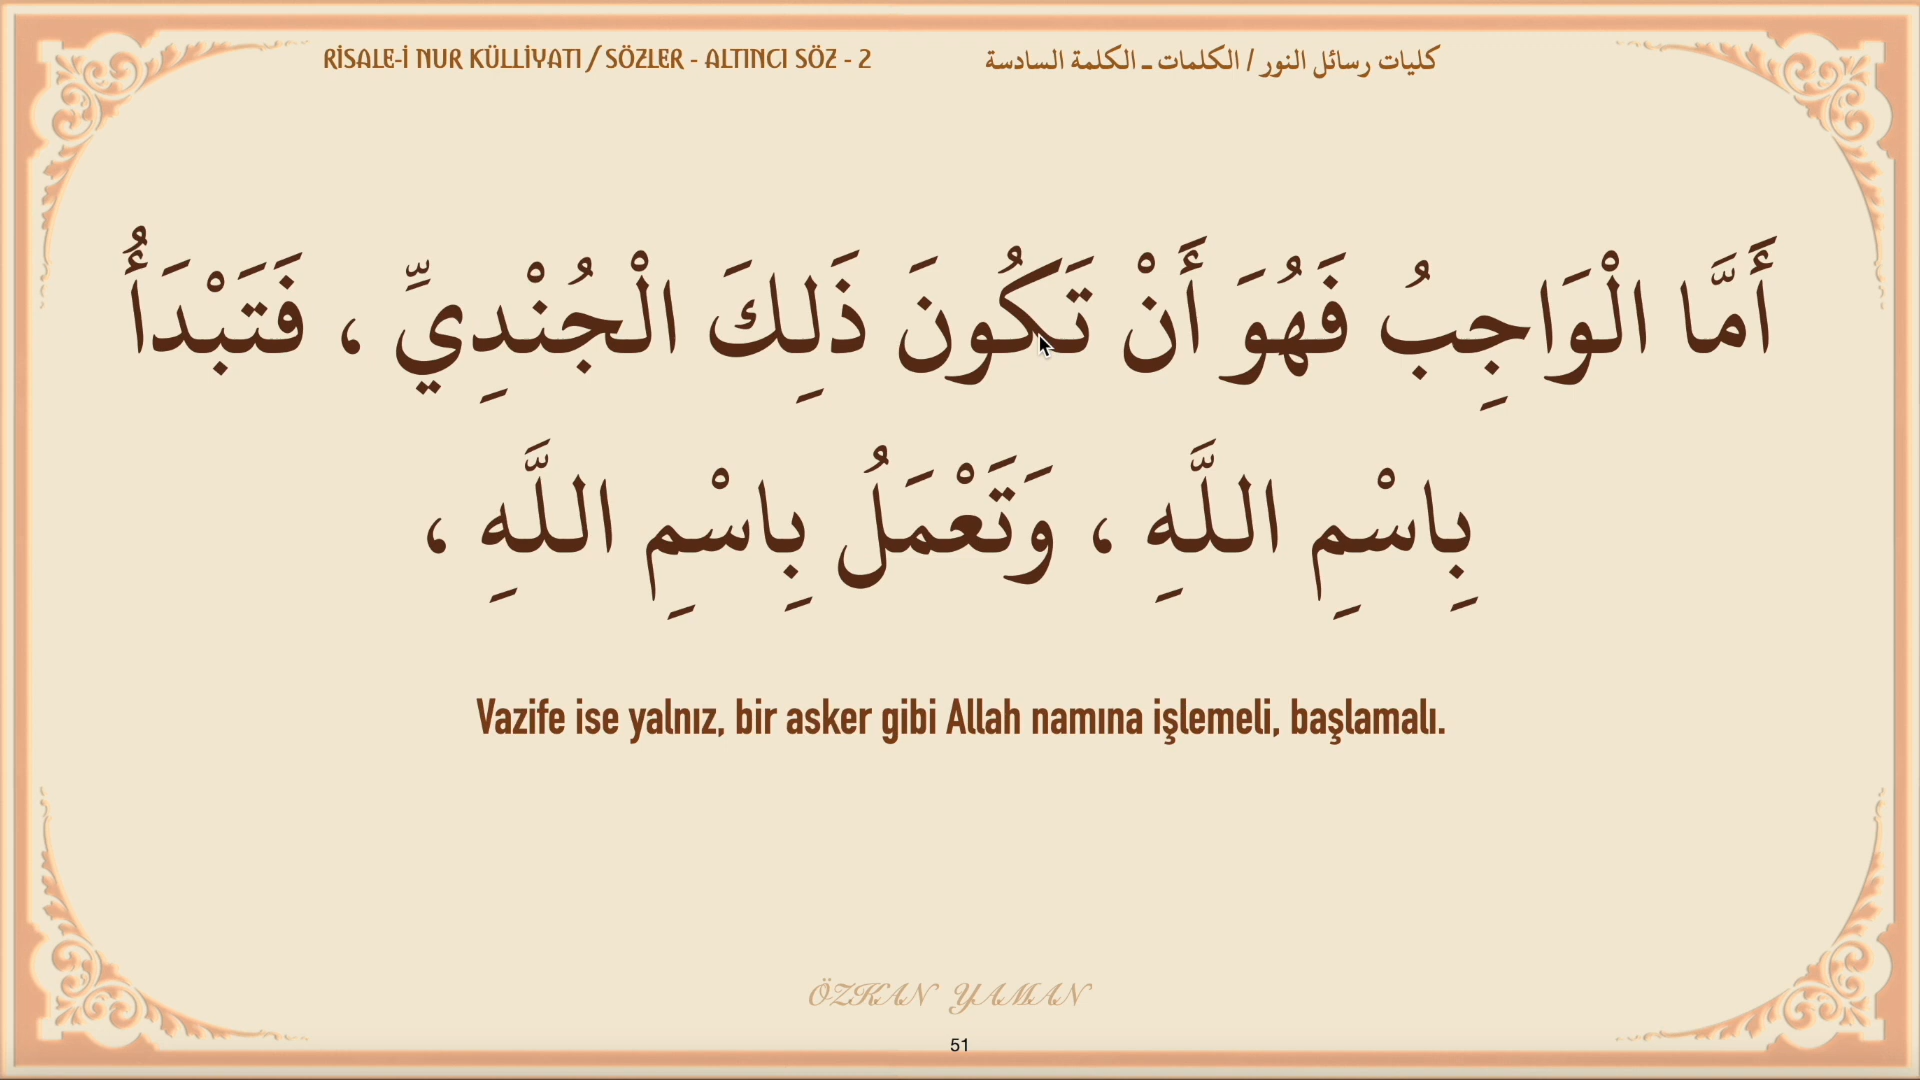 RİSALE-İ NUR KÜLLİYATI / SÖZLER - ALTINCI SÖZ - 2
كليات رسائل النور / الكلمات ـ الكلمة السادسة
أَمَّا الْوَاجِبُ فَهُوَ أَنْ تَكُونَ ذَلِكَ الْجُنْدِيِّ ، فَتَبْدَأُ
بِاسْمِ اللَّهِ ، وَتَعْمَلُ بِاسْمِ اللَّهِ ،
Vazife ise yalnız, bir asker gibi Allah namına işlemeli, başlamalı.
ÖZKAN YAMAN
51